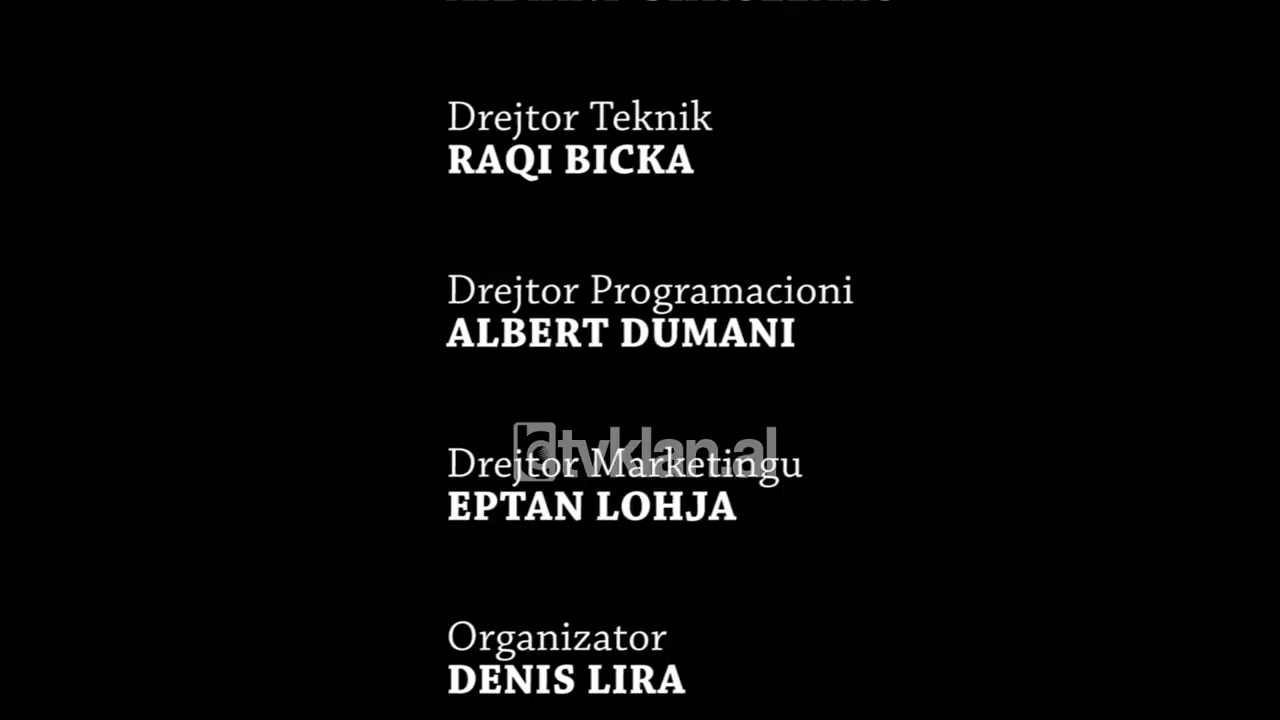 Drejtor Teknik
RAQI BICKA
Drejtor Programacioni
ALBERT DUMANI
tvklan.al
Drejtor Marketingu
EPTAN LOHJA
Organizator
DENIS LIRA